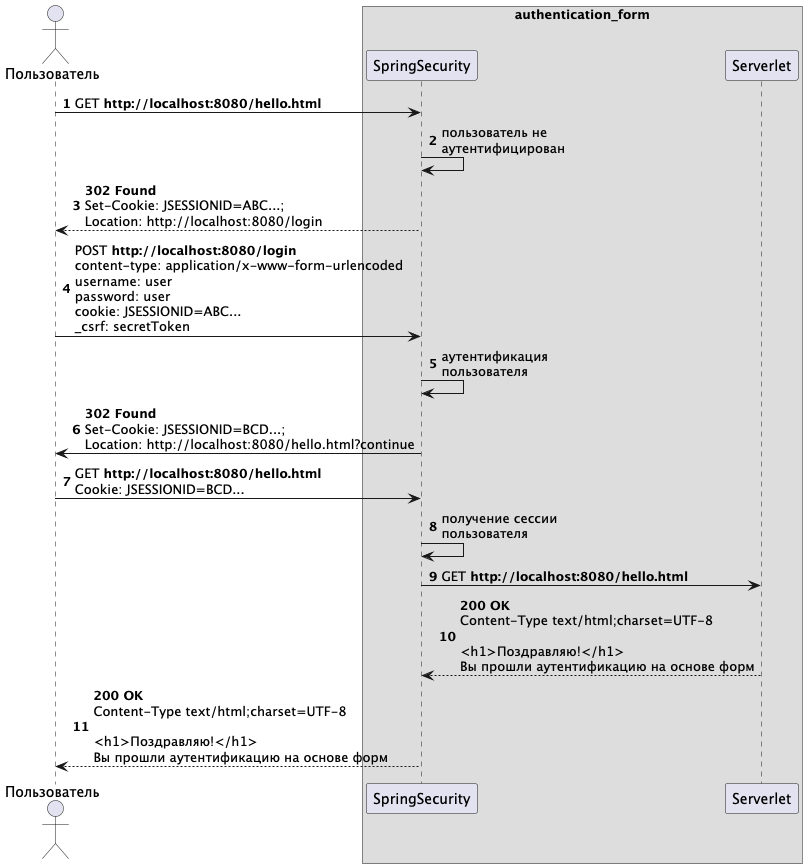 authentication_form
Пользователь
SpringSecurity
Serverlet
1 GET http://localhost:8080/hello.html
пользователь не
2
аутентифицирован
302 Found
3 Set-Cookie: JSESSIONID=ABC...;
Location: http://localhost:8080/login
POST http://localhost:8080/login
content-type: application/x-www-form-urlencoded
username: user
4
password: user
cookie: JSESSIONID=ABC...
_csrf: secretToken
аутентификация
5
пользователя
302 Found
6 Set-Cookie: JSESSIONID=BCD...;
Location: http://localhost:8080/hello.html?continue
GET http://localhost:8080/hello.html
7
Cookie: JSESSIONID=BCD...
получение сессии
8
пользователя
9 GET http://localhost:8080/hello.html
200 OK
Content-Type text/html;charset=UTF-8
10
<h1>Поздравляю!</h1>
Вы прошли аутентификацию на основе форм
200 OK
Content-Type text/html;charset=UTF-8
11
<h1>Поздравляю!</h1>
Вы прошли аутентификацию на основе форм
Пользователь
SpringSecurity
Serverlet